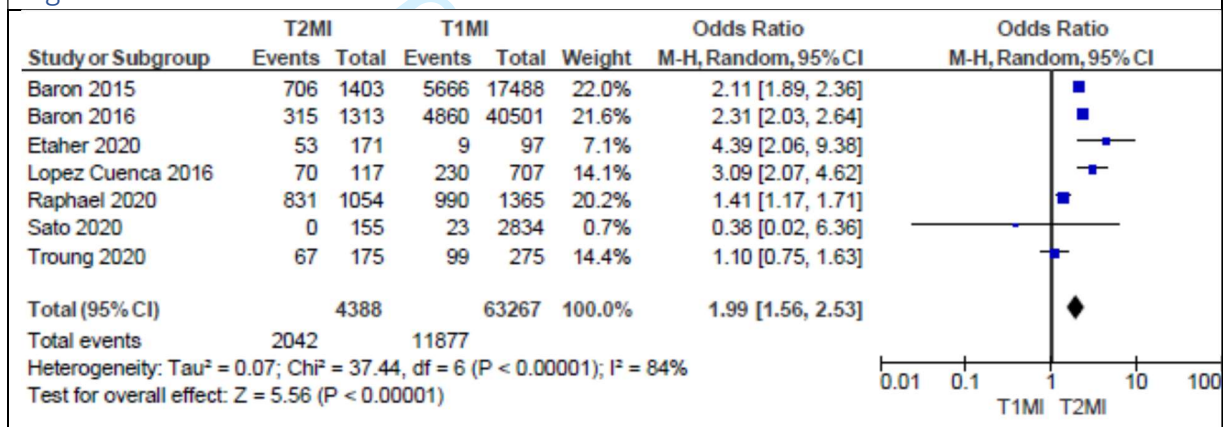 T2MI T1MI Odds Ratio Odds Ratio
Study or Subgroup Events Total Events Total Weight M-H, Random, 95% CI M-H, Random, 95% CI
Baron 2015 706 1403 5666 17488 22.0% 2.11 [1.89, 2.36]
Baron 2016 315 1313 4860 40501 21.6% 2.31 [2.03, 2.64]
Etaher 2020 53 171 9 97 7.1% 4.39 [2.06, 9.38]
Lopez Cuenca 2016 70 117 230 707 14.1% 3.09 [2.07, 4.62]
Raphael 2020 831 1054 990 1365 20.2% 1.41 [1.17, 1.71]
Sato 2020 0 155 23 2834 0.7% 0.38 [0.02, 6.36]
Troung 2020 67 175 99 275 14.4% 1.10 [0.75, 1.63]
Total (95% CI) 4388 63267 100.0% 1.99 [1.56, 2.53]
Total events 2042 11877
Heterogeneity: Tau² = 0.07; Chi² = 37.44, df = 6 (P < 0.00001); I² = 84%
Test for overall effect: Z = 5.56 (P < 0.00001)
0.01 0.1 1 10 100
T1MI T2MI